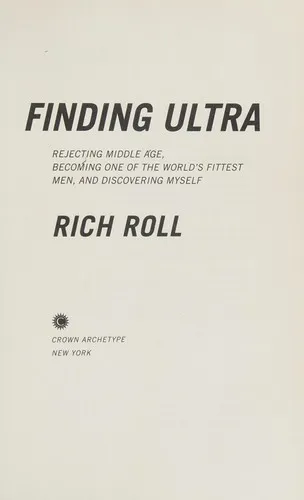 FINDING ULTRA
REJECTING MIDDLE AGE,
BECOMING ONE OF THE WORLD'S FITTEST
MEN, AND DISCOVERING MYSELF
RICH ROLL
C
CROWN ARCHETYPE
NEW YORK